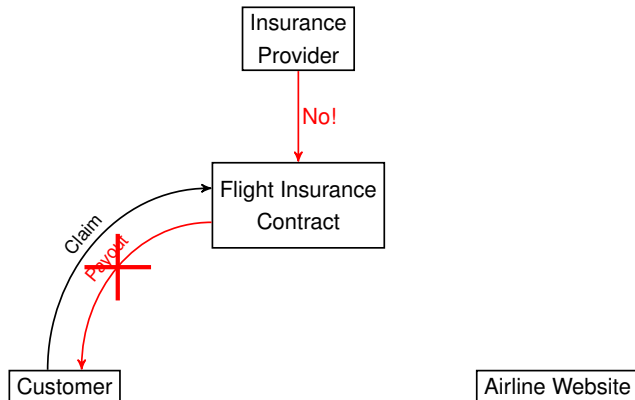 Insurance
Provider
No!
Flight Insurance
Contract
Claim
Payout
Customer
Airline Website